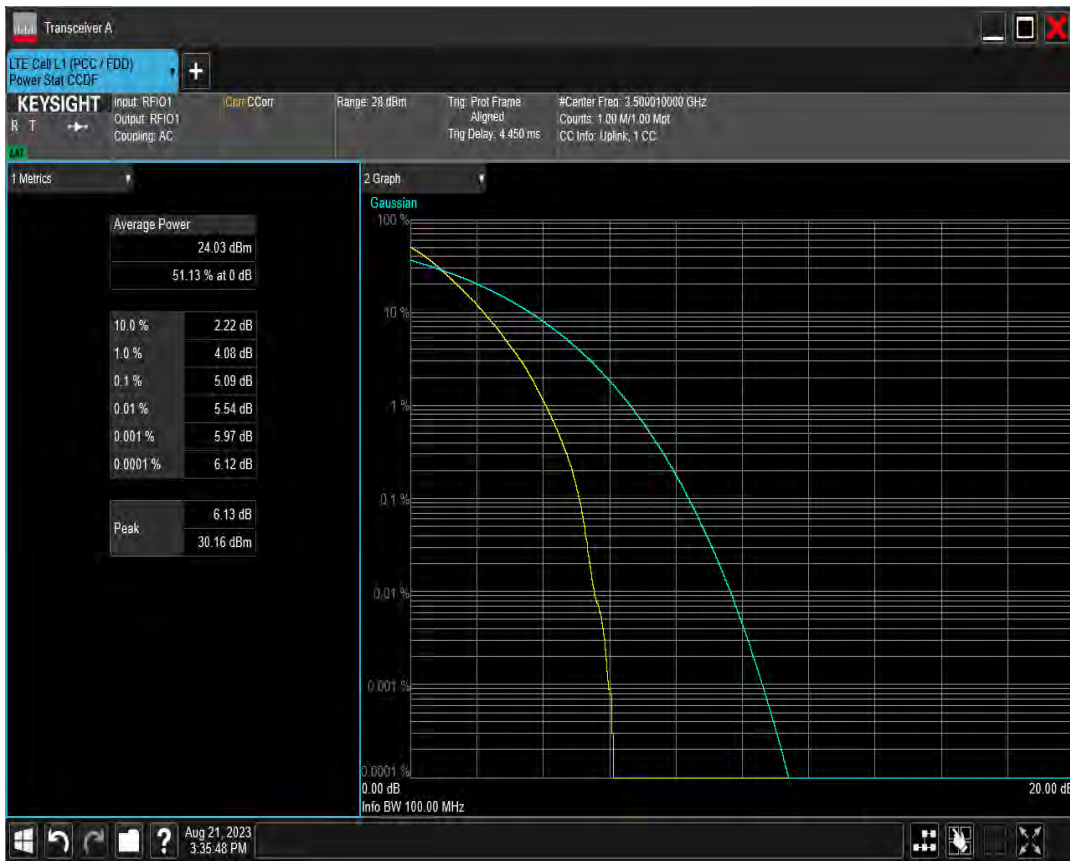 Transceiver A
LTE Cell L1 (PCC / FDD)
Power Stat CCDF
+
KEYSIGHT
R T
LXI
Input: RFIO1
Output: RFIO1
Coupling: AC
Corr CCorr
Range: 28 dBm
Trig: Prot Frame
Aligned
Trig Delay: 4.450 ms
#Center Freq: 3.500010000 GHz
Counts: 1.00 M/1.00 Mpt
CC Info: Uplink, 1 CC
1 Metrics
Average Power
24.03 dBm
51.13 % at 0 dB
10.0 % 2.22 dB
1.0 % 4.08 dB
0.1 % 5.09 dB
0.01 % 5.54 dB
0.001 % 5.97 dB
0.0001 % 6.12 dB
Peak
6.13 dB
30.16 dBm
2 Graph
Gaussian
100 %
10 %
1 %
0.1 %
0.01 %
0.001 %
0.0001 %
0.00 dB
20.00 dB
Info BW 100.00 MHz
?
Aug 21, 2023
3:35:48 PM